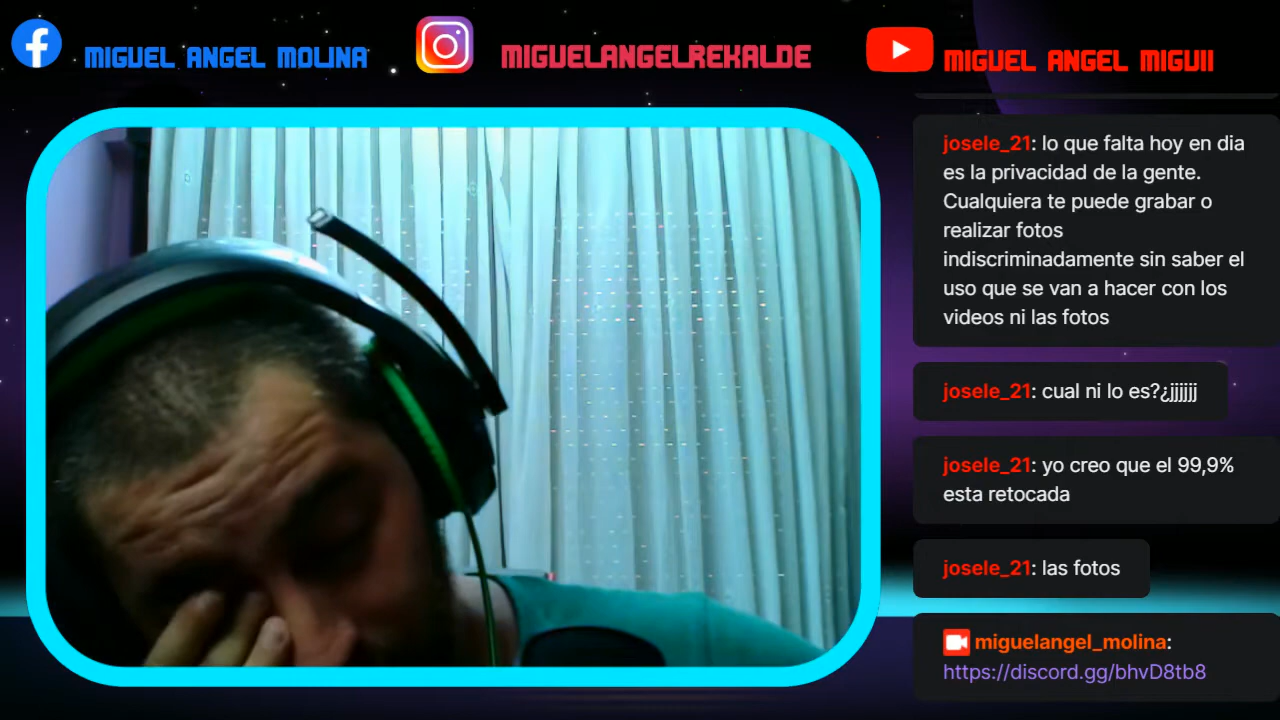 MIGUEL ANGEL MOLINA
MIGUELANGELREKALDE
MIGUEL ANGEL MIGUII
josele_21: lo que falta hoy en dia
es la privacidad de la gente.
Cualquiera te puede grabar o
realizar fotos
indiscriminadamente sin saber el
uso que se van a hacer con los
videos ni las fotos
josele_21: cual ni lo es?¿jjjjjj
josele_21: yo creo que el 99,9%
esta retocada
josele_21: las fotos
miguelangel_molina:
https://discord.gg/bhvD8tb8